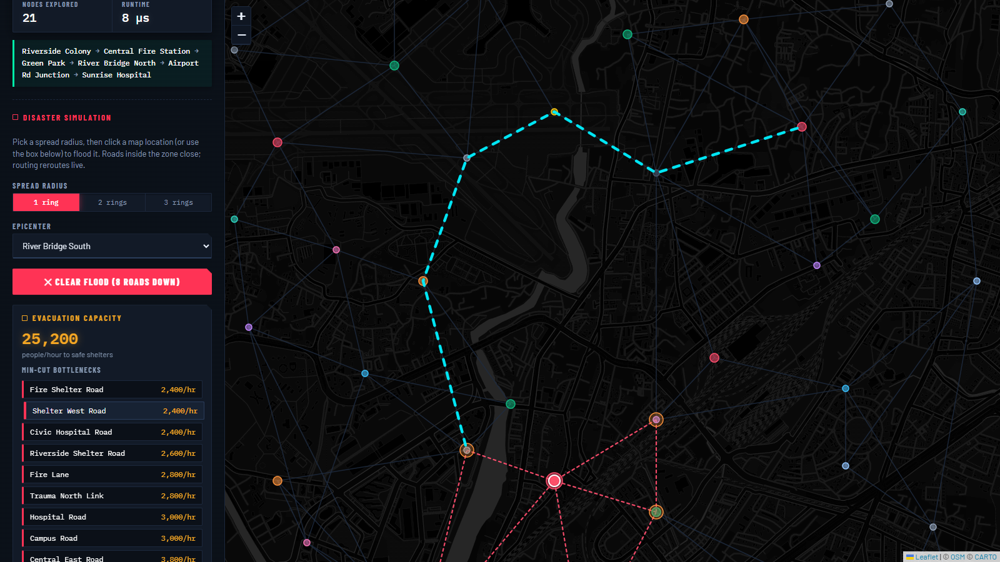 NODES EXPLORED
RUNTIME
21
8 µs
Riverside Colony → Central Fire Station →
Green Park → River Bridge North → Airport
Rd Junction → Sunrise Hospital
DISASTER SIMULATION
Pick a spread radius, then click a map location (or use
the box below) to flood it. Roads inside the zone close;
routing reroutes live.
SPREAD RADIUS
1 ring
2 rings
3 rings
EPICENTER
River Bridge South
✕ CLEAR FLOOD (8 ROADS DOWN)
EVACUATION CAPACITY
25,200
people/hour to safe shelters
MIN-CUT BOTTLENECKS
Fire Shelter Road 2,400/hr
Shelter West Road 2,400/hr
Civic Hospital Road 2,400/hr
Riverside Shelter Road 2,600/hr
Fire Lane 2,800/hr
Trauma North Link 2,800/hr
Hospital Road 3,000/hr
Campus Road 3,000/hr
Central East Road 3,800/hr
+
−
Leaflet | © OSM © CARTO